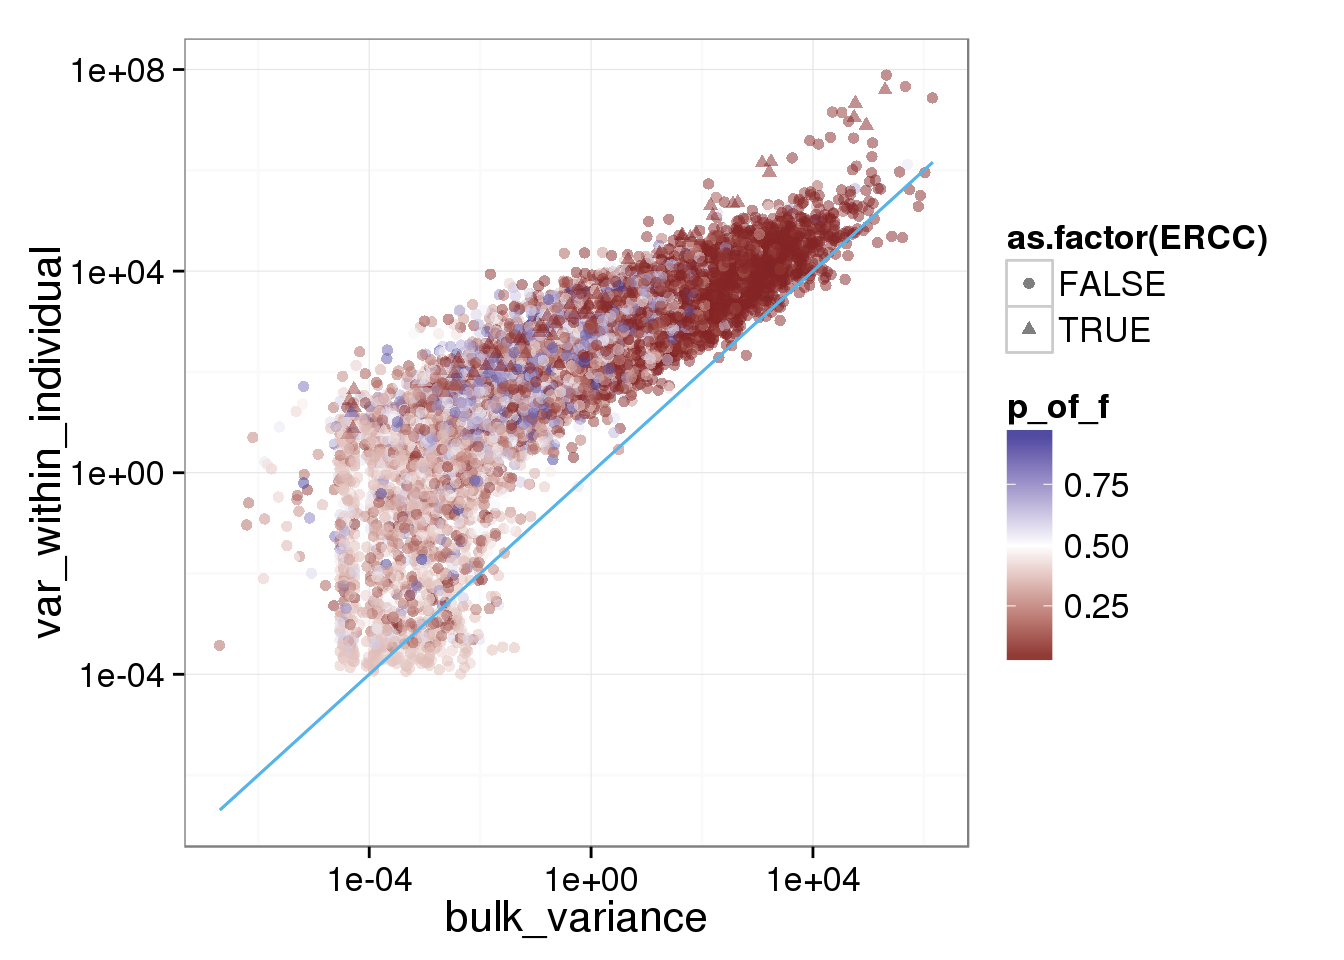 1e+08
1e+04
1e+00
1e-04
var_within_individual
1e-04
1e+00
1e+04
bulk_variance
as.factor(ERCC)
FALSE
TRUE
p_of_f
0.75
0.50
0.25